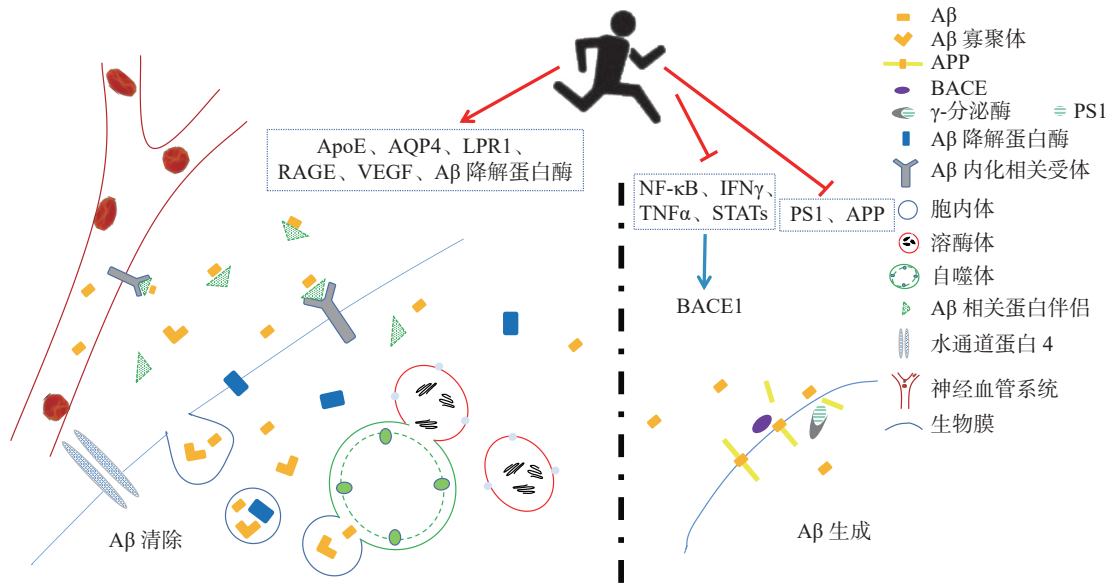 ApoE、AQP4、LPR1、
RAGE、VEGF、Aβ 降解蛋白酶
NF-κB、IFNγ、
TNFα、STATs
PS1、APP
BACE1
Aβ 清除
Aβ 生成
Aβ
Aβ 寡聚体
APP
BACE
γ-分泌酶
PS1
Aβ 降解蛋白酶
Aβ 内化相关受体
胞内体
溶酶体
自噬体
Aβ 相关蛋白伴侣
水通道蛋白 4
神经血管系统
生物膜